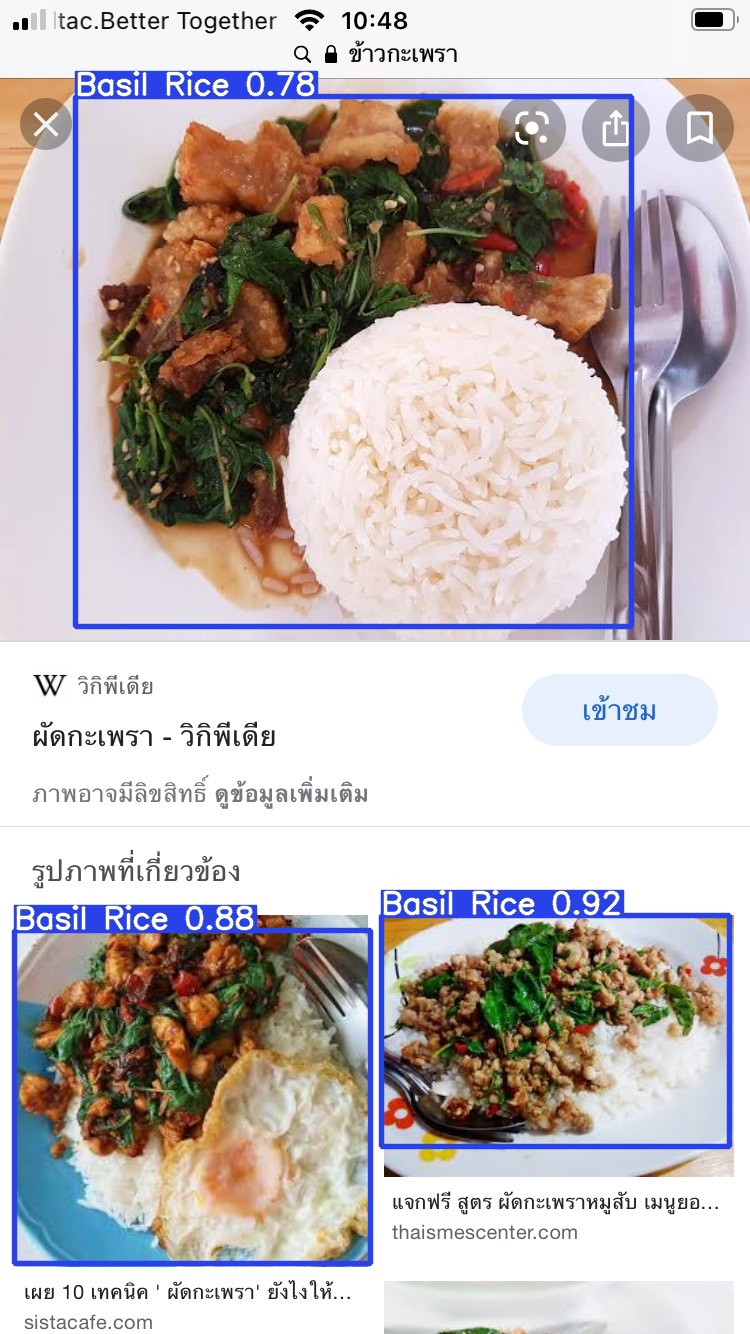 tac.Better Together 10:48
ข้าวกะเพรา
Basil Rice 0.78
W วิกิพีเดีย
ผัดกะเพรา - วิกิพีเดีย
เข้าชม
ภาพอาจมีลิขสิทธิ์ ดูข้อมูลเพิ่มเติม
รูปภาพที่เกี่ยวข้อง
Basil Rice 0.88
Basil Rice 0.92
แจกฟรี สูตร ผัดกะเพราหมูสับ เมนูยอ...
thaismescenter.com
เผย 10 เทคนิค ' ผัดกะเพรา' ยังไงให้...
sistacafe.com